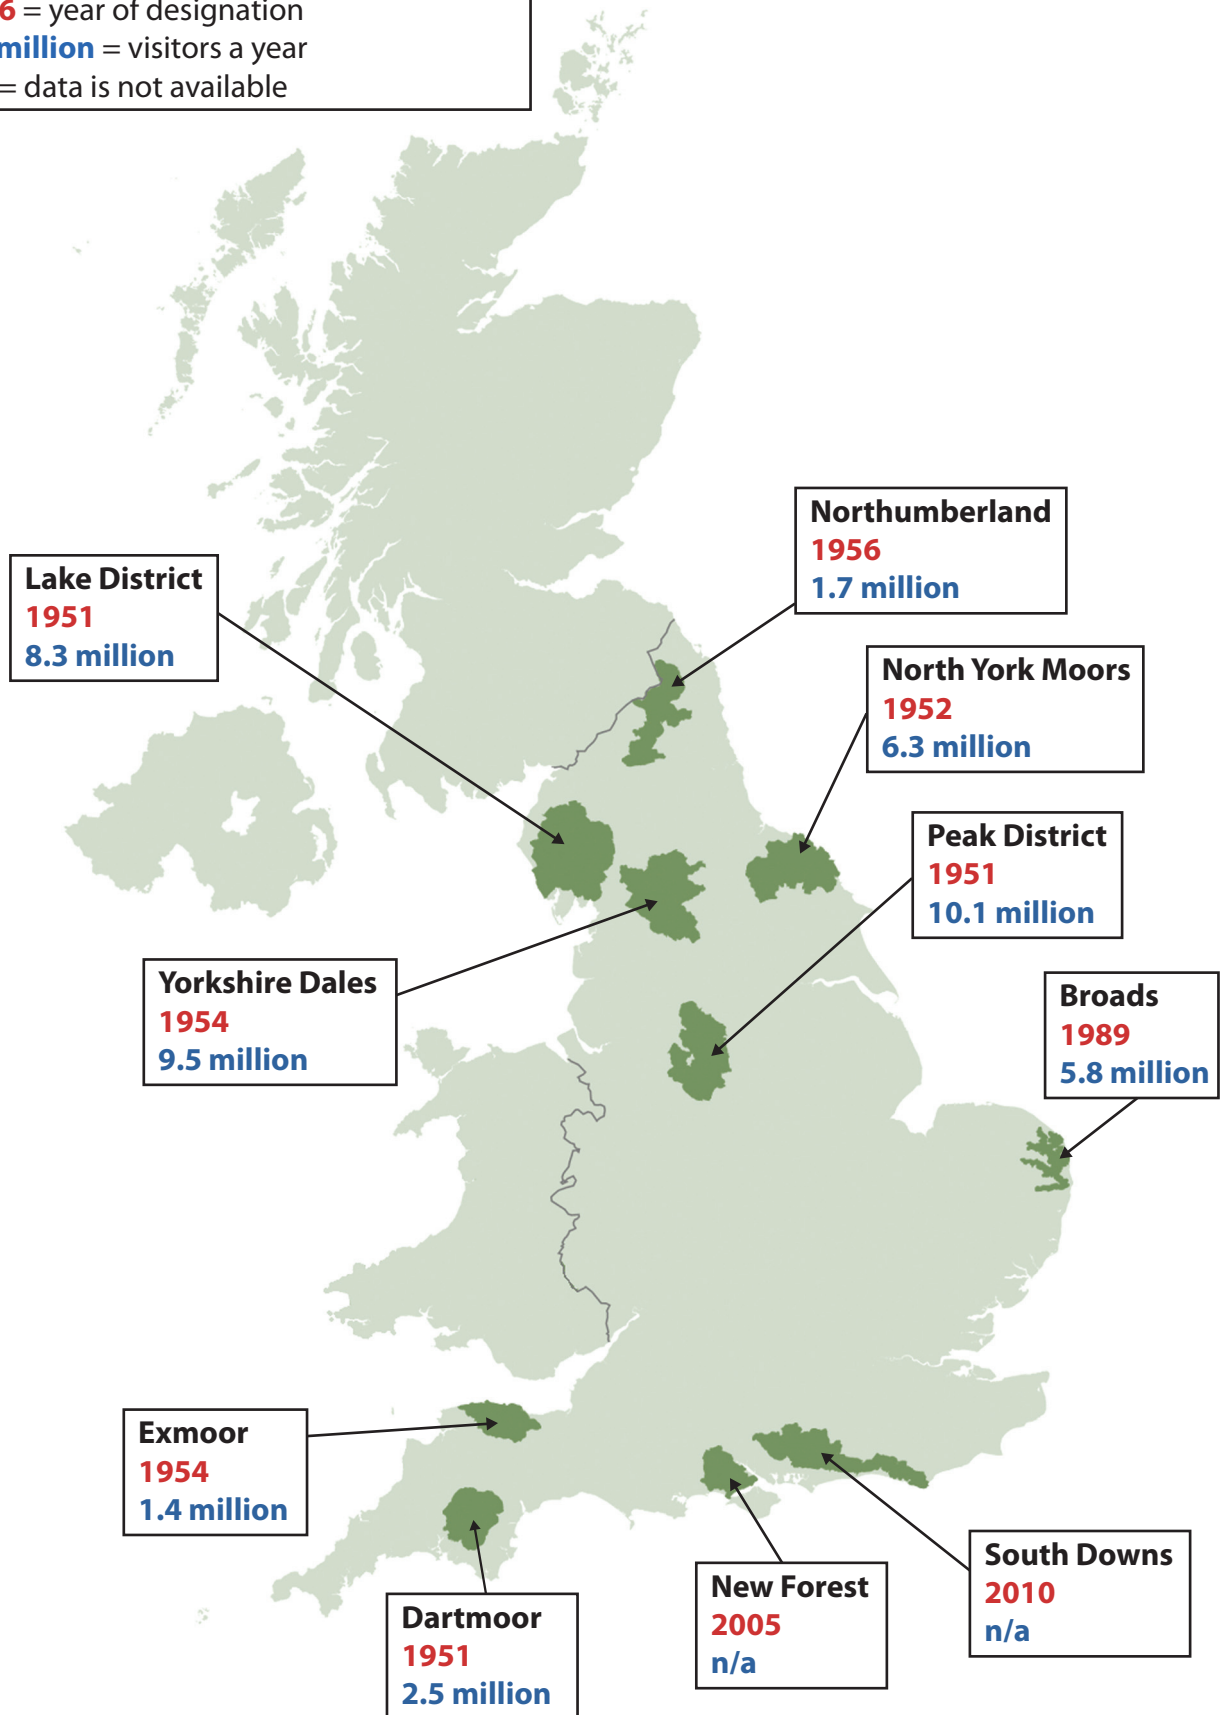 6 = year of designation
million = visitors a year
= data is not available
Northumberland
1956
1.7 million
Lake District
1951
8.3 million
North York Moors
1952
6.3 million
Peak District
1951
10.1 million
Yorkshire Dales
1954
9.5 million
Broads
1989
5.8 million
Exmoor
1954
1.4 million
South Downs
2010
n/a
New Forest
2005
n/a
Dartmoor
1951
2.5 million